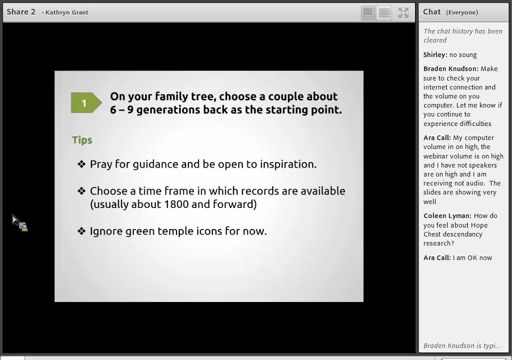 Share 2 - Kathryn Grant
1
On your family tree, choose a couple about
6 – 9 generations back as the starting point.
Tips
❖ Pray for guidance and be open to inspiration.
❖ Choose a time frame in which records are available
(usually about 1800 and forward)
❖ Ignore green temple icons for now.
Chat (Everyone)
The chat history has been
cleared
Shirley: no soung
Braden Knudson: Make
sure to check your
internet connection and
the volume on you
computer. Let me know if
you continue to
experience difficulties
Ara Call: My computer
volume in on high, the
webinar volume is on high
and I have not speakers
are on high and I am
receiving not audio. The
slides are showing very
well
Coleen Lyman: How do
you feel about Hope
Chest descendancy
research?
Ara Call: I am OK now
Braden Knudson is typi...